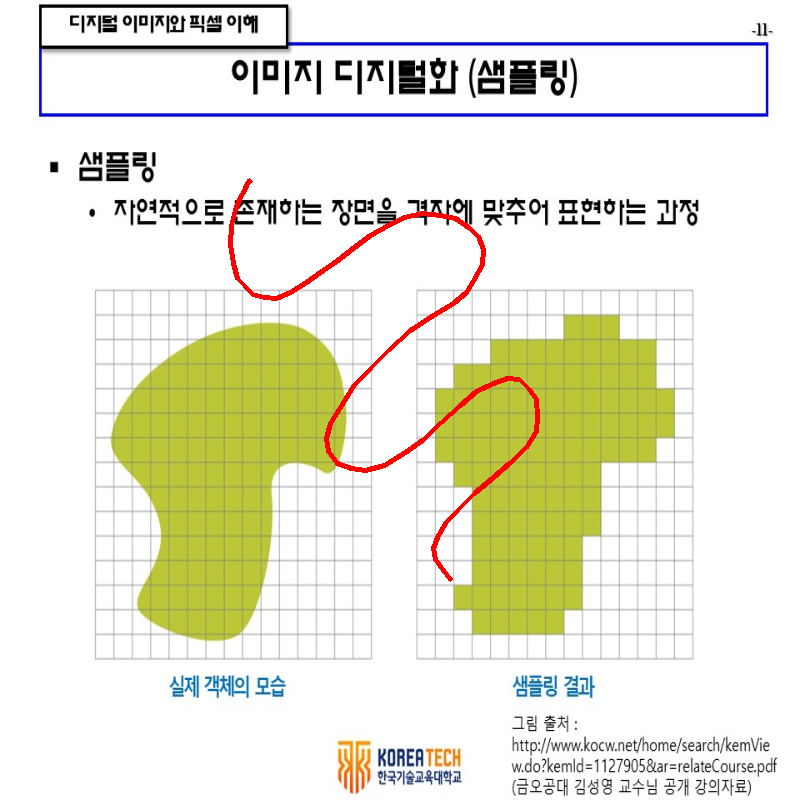 디지털 이미지와 픽셀 이해
-11-
이미지 디지털화 (샘플링)
▪ 샘플링
• 자연적으로 존재하는 장면을 격자에 맞추어 표현하는 과정
실제 객체의 모습
샘플링 결과
그림 출처 :
http://www.kocw.net/home/search/kemVie
w.do?kemId=1127905&ar=relateCourse.pdf
(금오공대 김성영 교수님 공개 강의자료)
KOREATECH
한국기술교육대학교